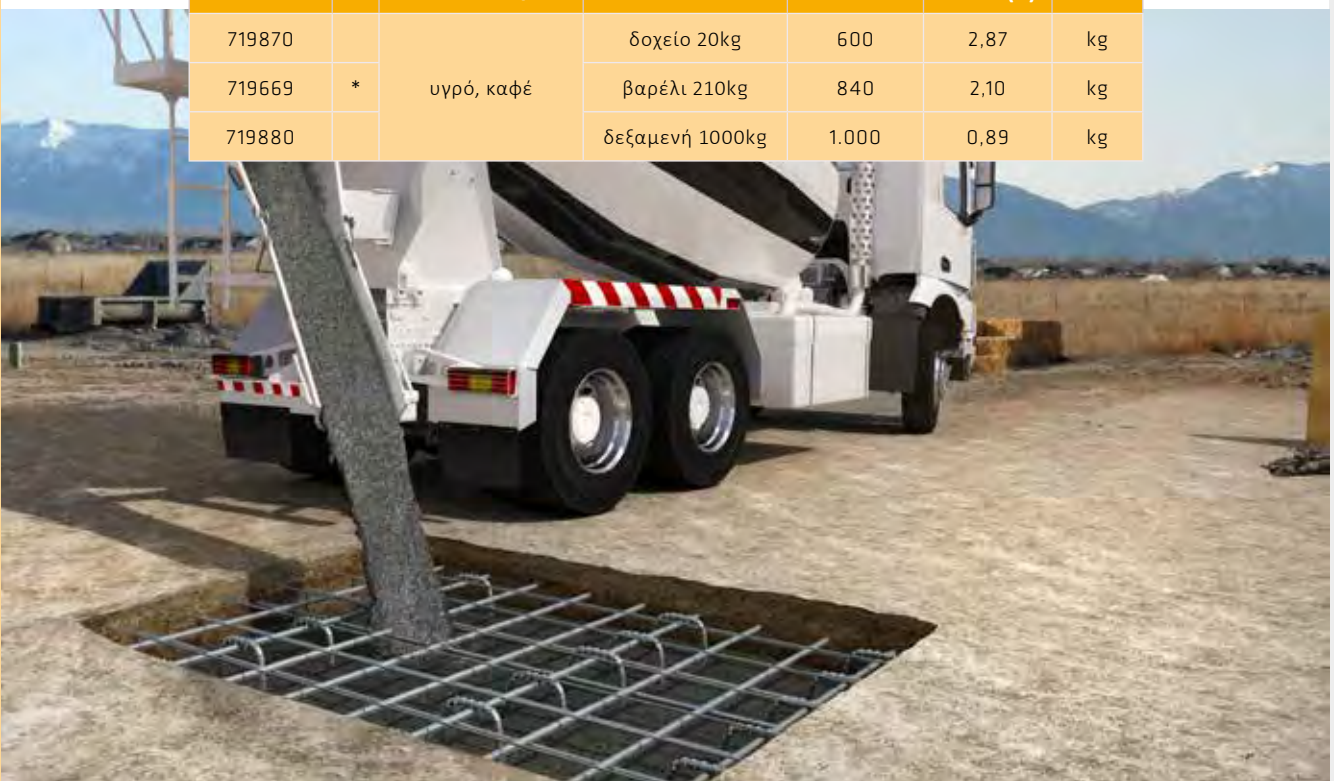 719870 δοχείο 20kg 600 2,87 kg
719669 * υγρό, καφέ βαρέλι 210kg 840 2,10 kg
719880 δεξαμενή 1000kg 1.000 0,89 kg